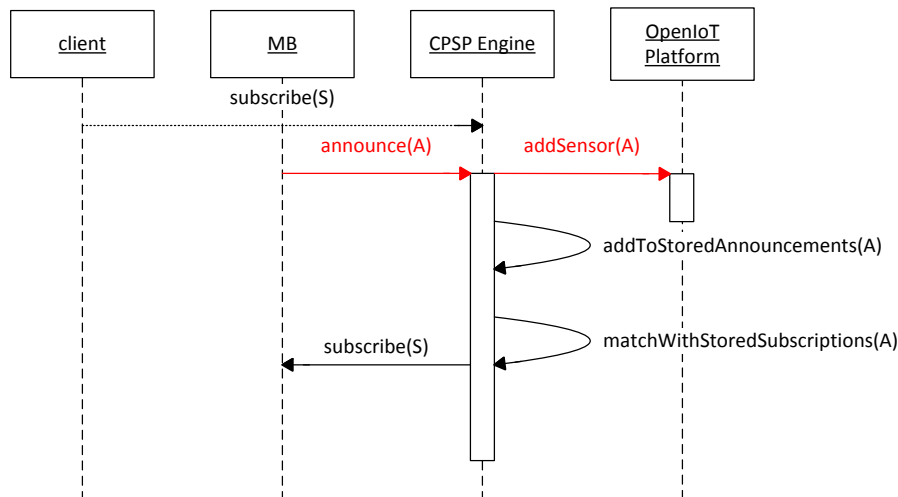 client
MB
CPSP Engine
OpenIoT
Platform
subscribe(S)
announce(A)
addSensor(A)
addToStoredAnnouncements(A)
matchWithStoredSubscriptions(A)
subscribe(S)